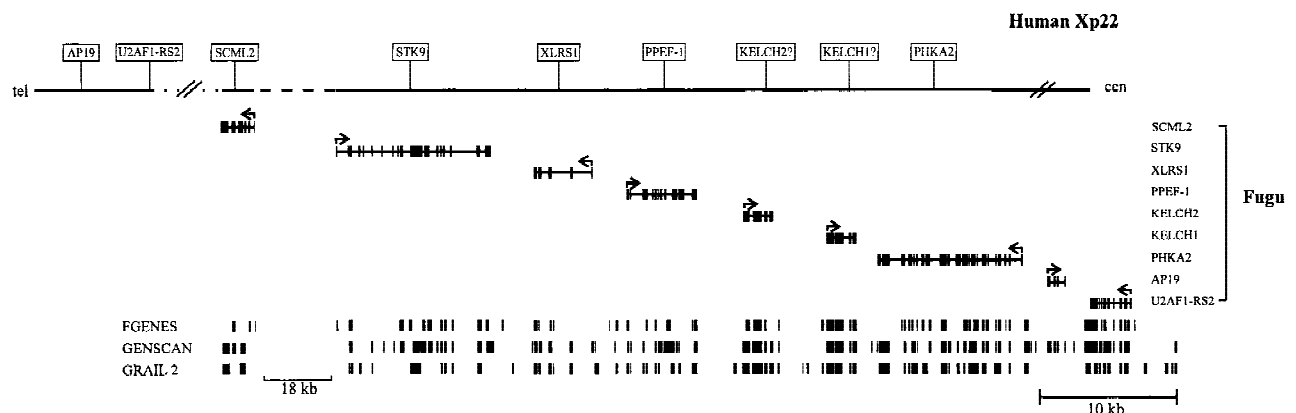 Human Xp22
AP19 U2AF1-RS2 SCML2 STK9 XLRS1 PPEF-1 KELCH2? KELCH1? PHKA2
tel cen
SCML2
STK9
XLRS1
PPEF-1
KELCH2
KELCH1
PHKA2
AP19
U2AF1-RS2
Fugu
FGENES
GENSCAN
GRAIL 2
18 kb
10 kb